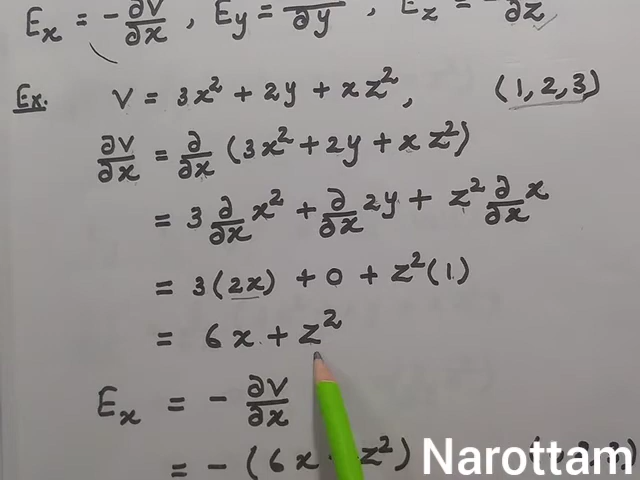 Ex = -∂V/∂x , Ey = ∂y , Ez = ∂z
Ex. V = 3x² + 2y + xz², (1,2,3)
∂V/∂x = ∂/∂x (3x² + 2y + xz²)
= 3 ∂/∂x x² + ∂/∂x 2y + z² ∂/∂x x
= 3(2x) + 0 + z²(1)
= 6x + z²
Ex = - ∂V/∂x
= - (6x z²)
Narottam